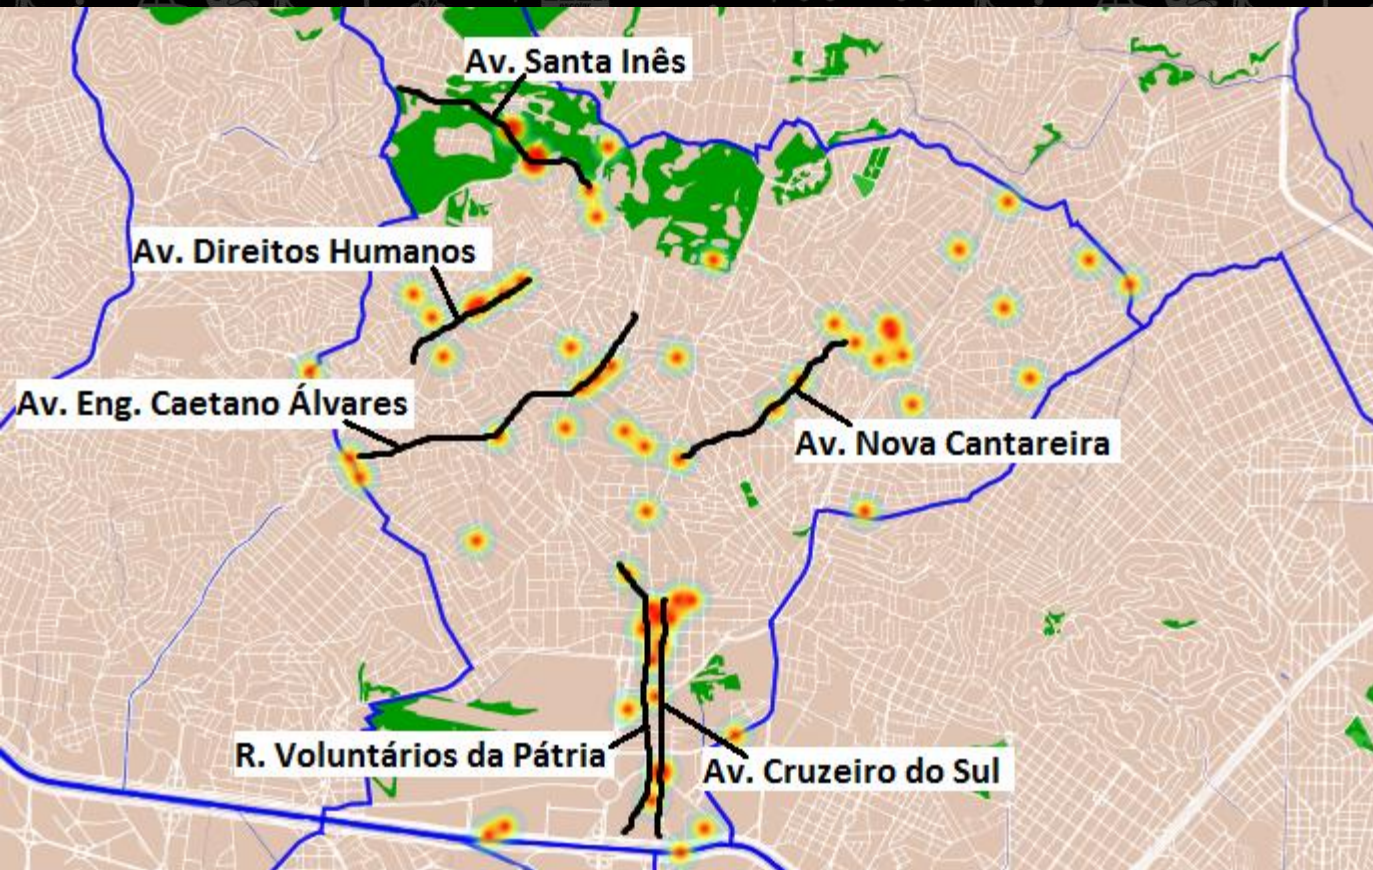 Av. Santa Inês
Av. Direitos Humanos
Av. Eng. Caetano Álvares
Av. Nova Cantareira
R. Voluntários da Pátria
Av. Cruzeiro do Sul